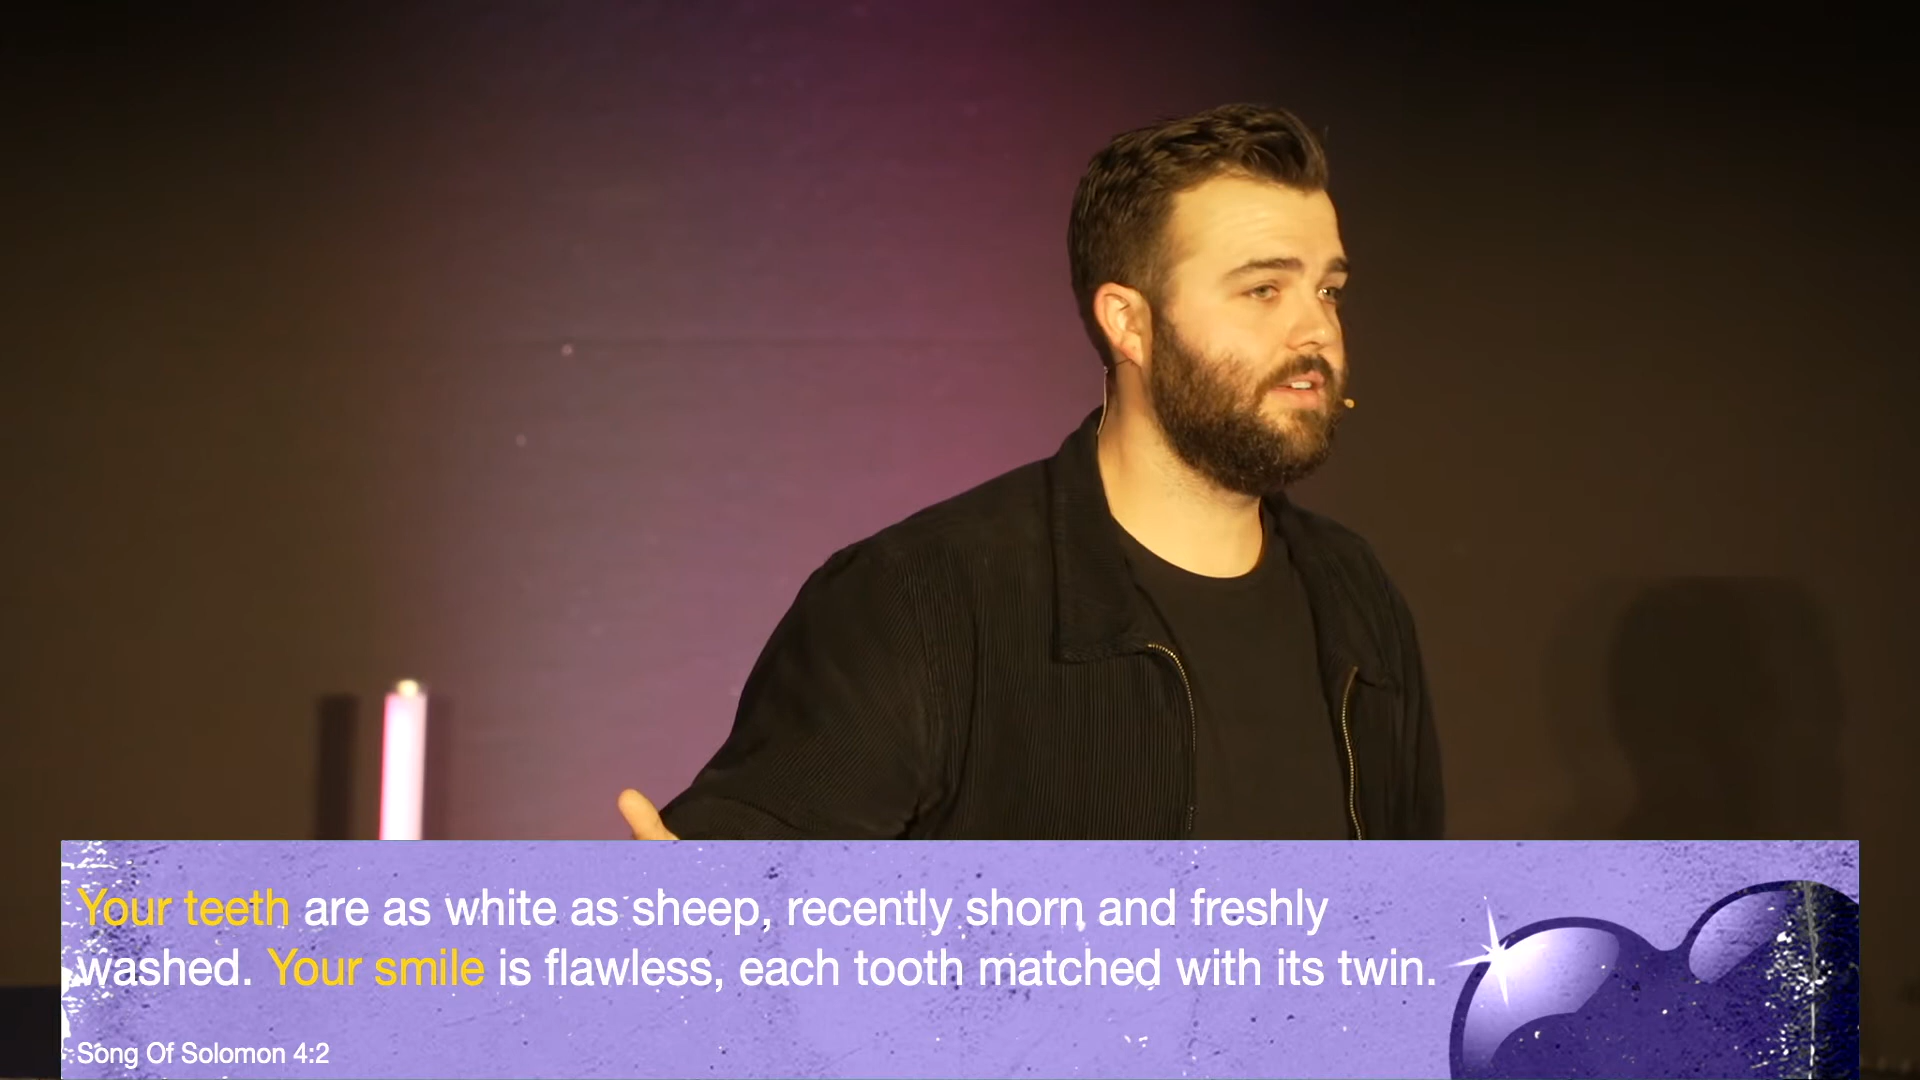 Your teeth are as white as sheep, recently shorn and freshly
washed. Your smile is flawless, each tooth matched with its twin.
Song Of Solomon 4:2